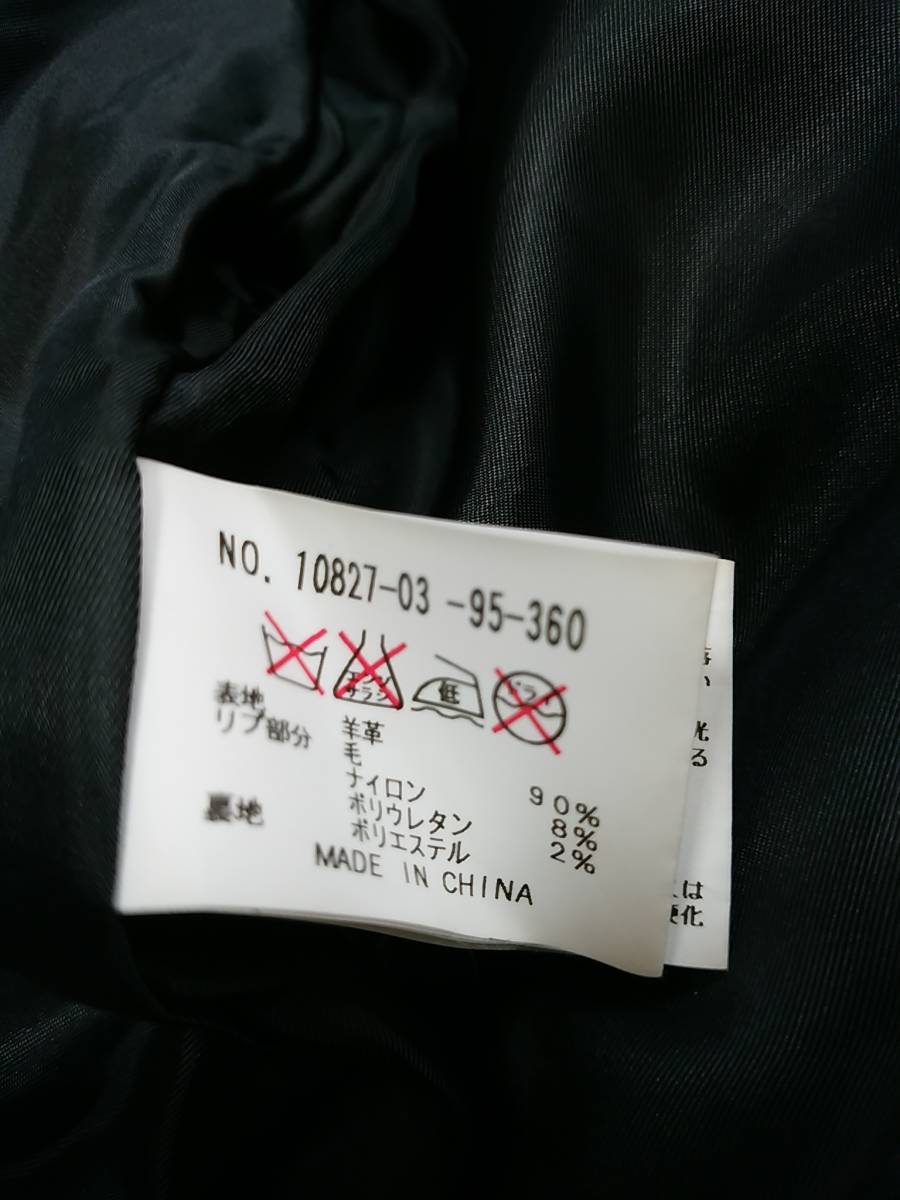 NO. 10827-03 -95-360
エンソ サラシ 低 ドライ
表地 羊革
リブ部分 毛 90%
ナイロン 8%
ポリウレタン 2%
裏地 ポリエステル
MADE IN CHINA
光
る
は
化